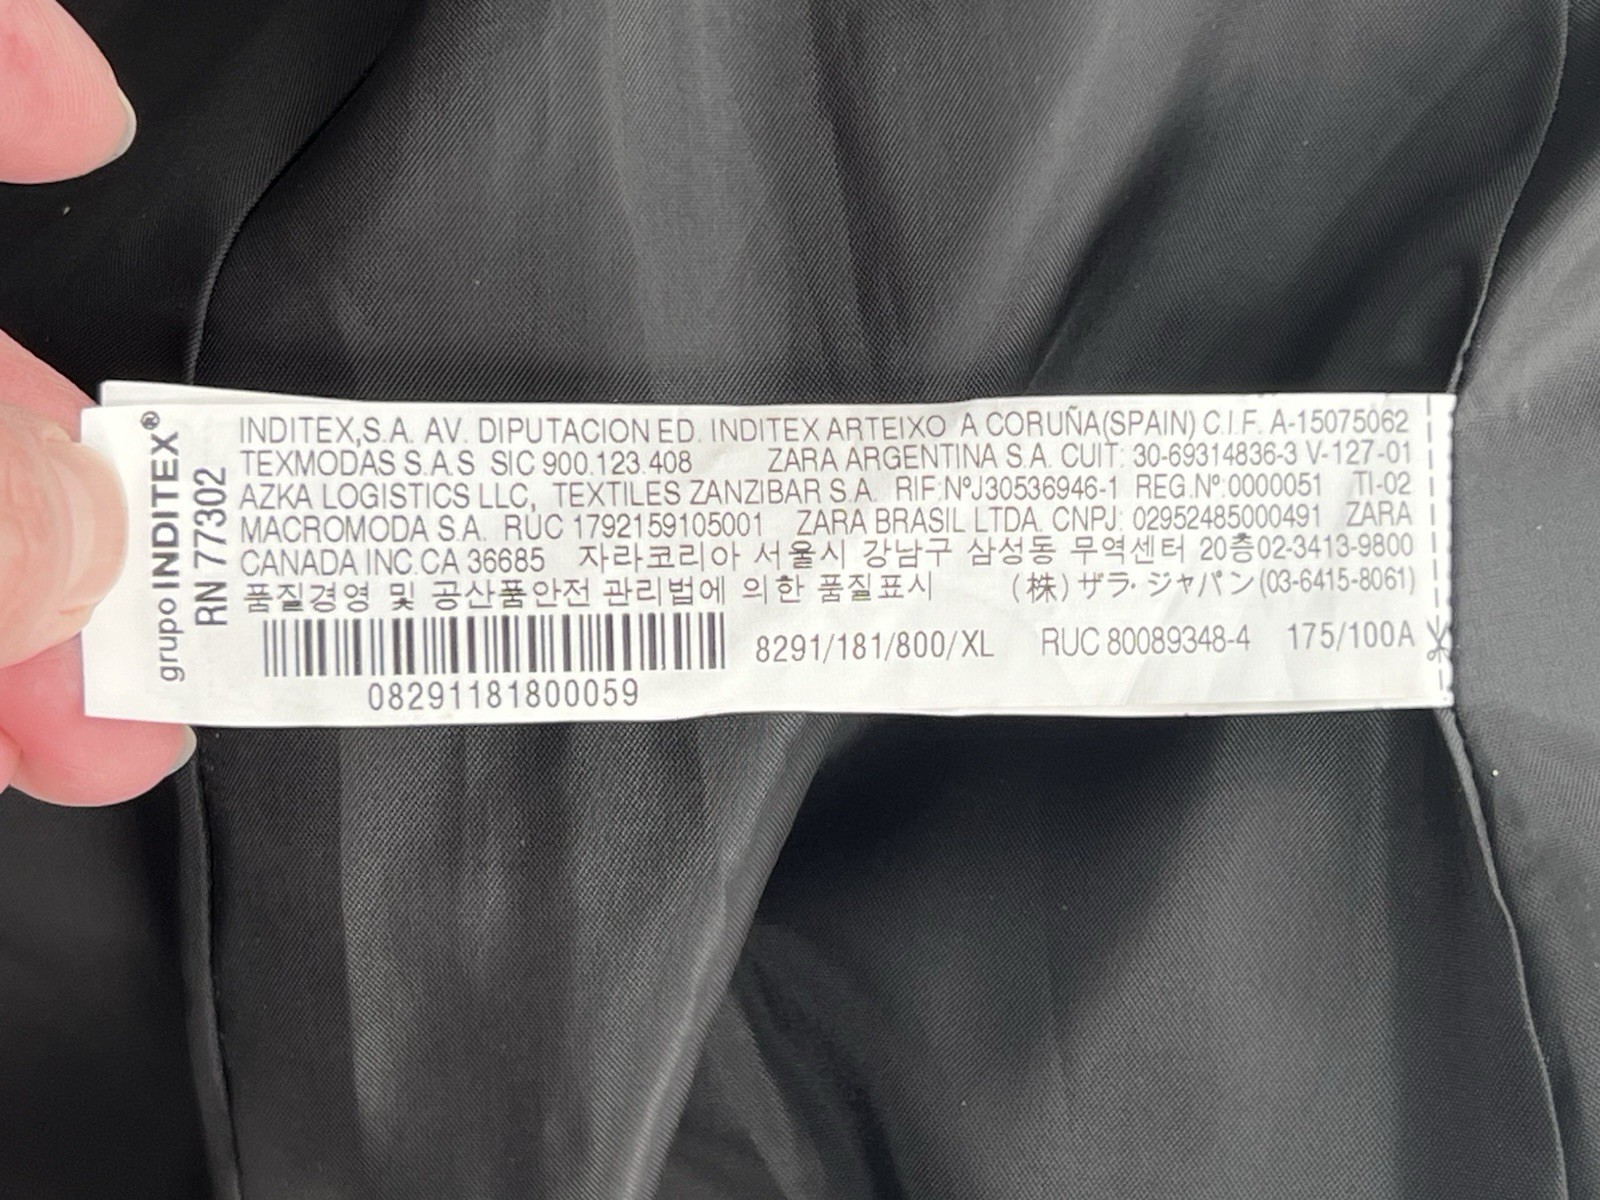 grupo INDITEX®
RN 77302
INDITEX,S.A. AV. DIPUTACION ED. INDITEX ARTEIXO A CORUÑA(SPAIN) C.I.F. A-15075062
TEXMODAS S.A.S SIC 900.123.408 ZARA ARGENTINA S.A. CUIT: 30-69314836-3 V-127-01
AZKA LOGISTICS LLC, TEXTILES ZANZIBAR S.A. RIF:NºJ30536946-1 REG.Nº:0000051 TI-02
MACROMODA S.A. RUC 1792159105001 ZARA BRASIL LTDA. CNPJ: 02952485000491 ZARA
CANADA INC.CA 36685 자라코리아 서울시 강남구 삼성동 무역센터 20층02-3413-9800
품질경영 및 공산품안전 관리법에 의한 품질표시 (株)ザラ・ジャパン(03-6415-8061)
8291/181/800/XL RUC 80089348-4 175/100A
08291181800059